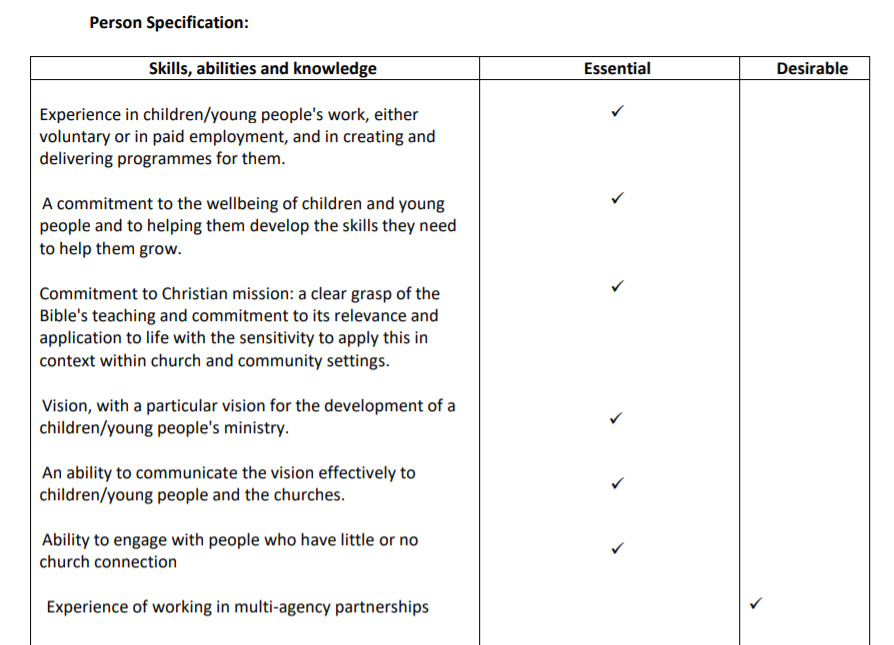 Person Specification:
Skills, abilities and knowledge Essential Desirable
Experience in children/young people's work, either ✓
voluntary or in paid employment, and in creating and
delivering programmes for them.
A commitment to the wellbeing of children and young ✓
people and to helping them develop the skills they need
to help them grow.
Commitment to Christian mission: a clear grasp of the ✓
Bible's teaching and commitment to its relevance and
application to life with the sensitivity to apply this in
context within church and community settings.
Vision, with a particular vision for the development of a
children/young people's ministry. ✓
An ability to communicate the vision effectively to
children/young people and the churches. ✓
Ability to engage with people who have little or no ✓
church connection
Experience of working in multi-agency partnerships ✓